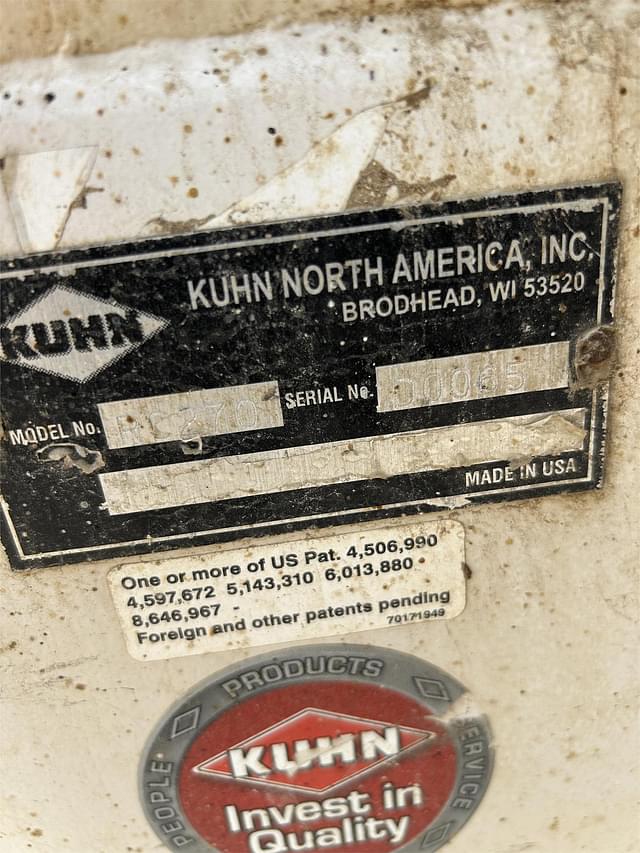 KUHN
KUHN NORTH AMERICA, INC.
BRODHEAD, WI 53520
MODEL No. RC270
SERIAL No. D0065
MADE IN USA
One or more of US Pat. 4,506,990
4,597,672 5,143,310 6,013,880 -
8,646,967 -
Foreign and other patents pending
70171949
PRODUCTS
PEOPLE
SERVICE
KUHN
Invest in
Quality